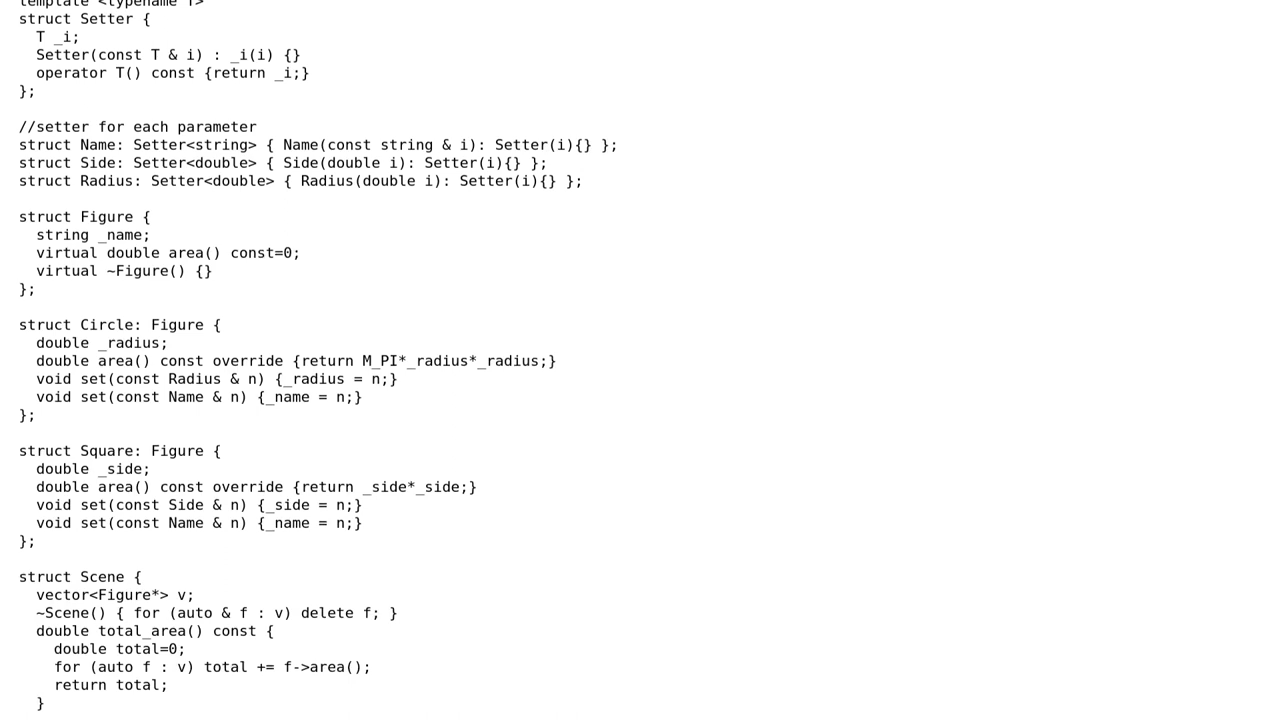 template <typename T>
struct Setter {
  T _i;
  Setter(const T & i) : _i(i) {}
  operator T() const {return _i;}
};

//setter for each parameter
struct Name: Setter<string> { Name(const string & i): Setter(i){} };
struct Side: Setter<double> { Side(double i): Setter(i){} };
struct Radius: Setter<double> { Radius(double i): Setter(i){} };

struct Figure {
  string _name;
  virtual double area() const=0;
  virtual ~Figure() {}
};

struct Circle: Figure {
  double _radius;
  double area() const override {return M_PI*_radius*_radius;}
  void set(const Radius & n) {_radius = n;}
  void set(const Name & n) {_name = n;}
};

struct Square: Figure {
  double _side;
  double area() const override {return _side*_side;}
  void set(const Side & n) {_side = n;}
  void set(const Name & n) {_name = n;}
};

struct Scene {
  vector<Figure*> v;
  ~Scene() { for (auto & f : v) delete f; }
  double total_area() const {
    double total=0;
    for (auto f : v) total += f->area();
    return total;
  }